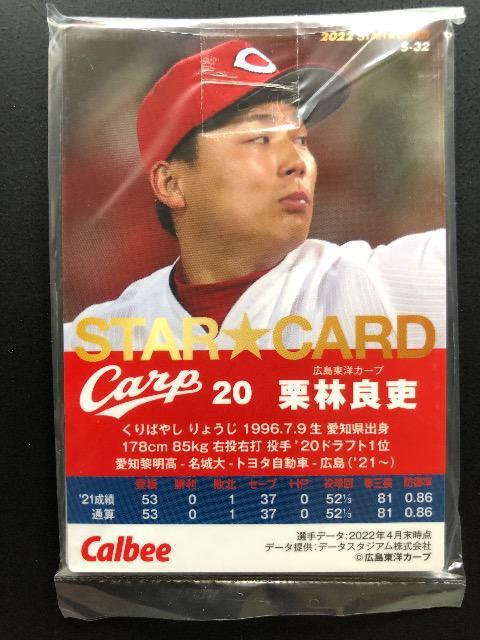 2022 STAR★CARD
S-32
C
STAR★CARD
広島東洋カープ
Carp 20 栗林良吏
くりばやし りょうじ 1996.7.9生 愛知県出身
178cm 85kg 右投右打 投手 '20ドラフト1位
愛知黎明高-名城大-トヨタ自動車-広島('21～)
登板 勝利 敗北 セーブ HP 投球回 奪三振 防御率
'21成績 53 0 1 37 0 52⅓ 81 0.86
通算 53 0 1 37 0 52⅓ 81 0.86
Calbee
選手データ:2022年4月末時点
データ提供:データスタジアム株式会社
©広島東洋カープ